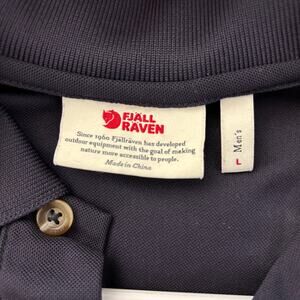 FJÄLL
RÄVEN
Since 1960 Fjällräven has developed
outdoor equipment with the goal of making
nature more accessible to people.
Made in China
Men's
L